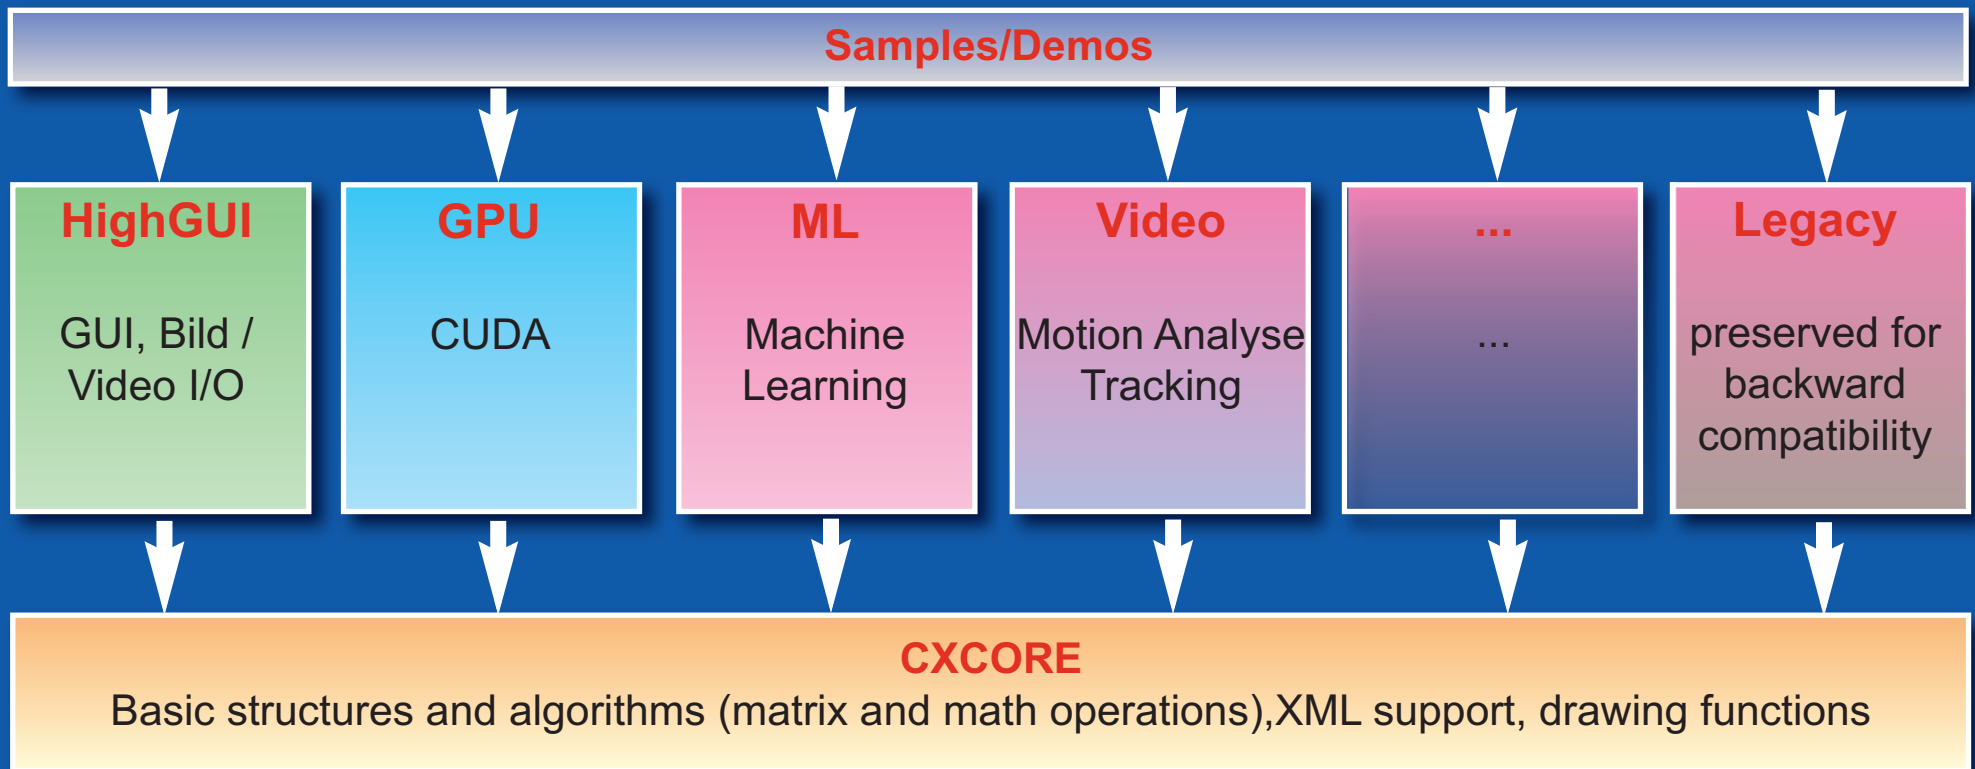 Samples/Demos
HighGUI
GUI, Bild /
Video I/O
GPU
CUDA
ML
Machine
Learning
Video
Motion Analyse
Tracking
...
...
Legacy
preserved for
backward
compatibility
CXCORE
Basic structures and algorithms (matrix and math operations),XML support, drawing functions